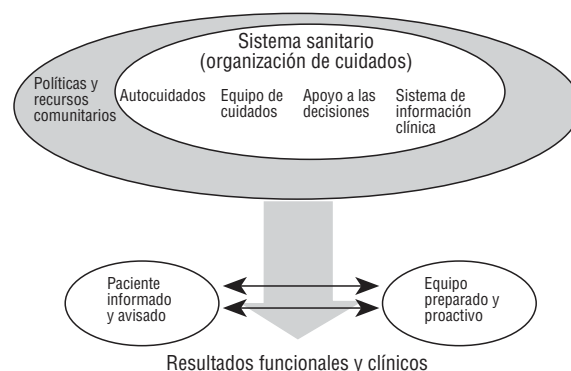 Sistema sanitario
(organización de cuidados)
Políticas y
recursos
comunitarios
Autocuidados
Equipo de
cuidados
Apoyo a las
decisiones
Sistema de
información
clínica
Paciente
informado
y avisado
Equipo
preparado y
proactivo
Resultados funcionales y clínicos